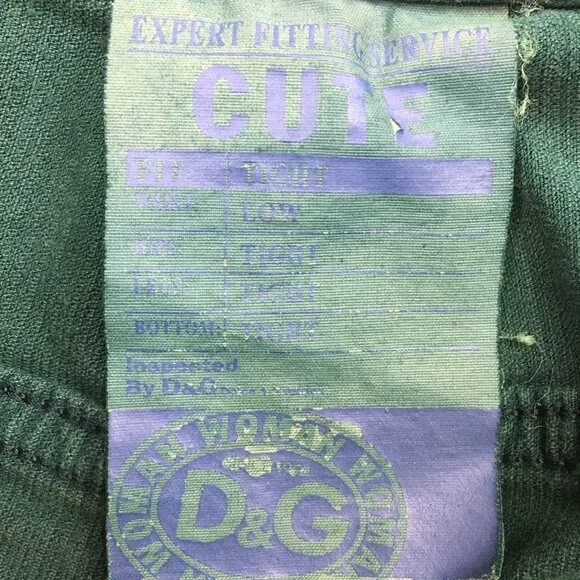 EXPERT FITTING SERVICE
CUTE
FIT TIGHT
WAIST: LOW
HIPS: TIGHT
LEGS: TIGHT
BOTTOM: TIGHT
Inspected
By D&G
WOMAN WOMAN WOMAN
D&G